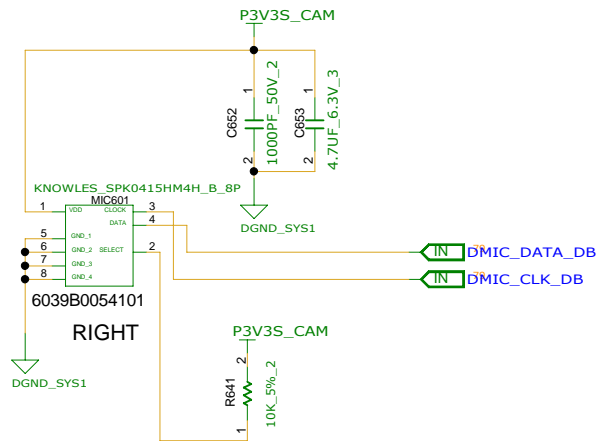 P3V3S_CAM
1
1
C652
1000PF_50V_2
C653
4.7UF_6.3V_3
2
2
KNOWLES_SPK0415HM4H_B_8P
MIC601
DGND_SYS1
1
VDD
CLOCK
3
DATA
4
5
GND_1
6
GND_2
SELECT
2
7
GND_3
8
GND_4
IN
DMIC_DATA_DB
IN
DMIC_CLK_DB
6039B0054101
RIGHT
P3V3S_CAM
DGND_SYS1
2
R641
10K_5%_2
1